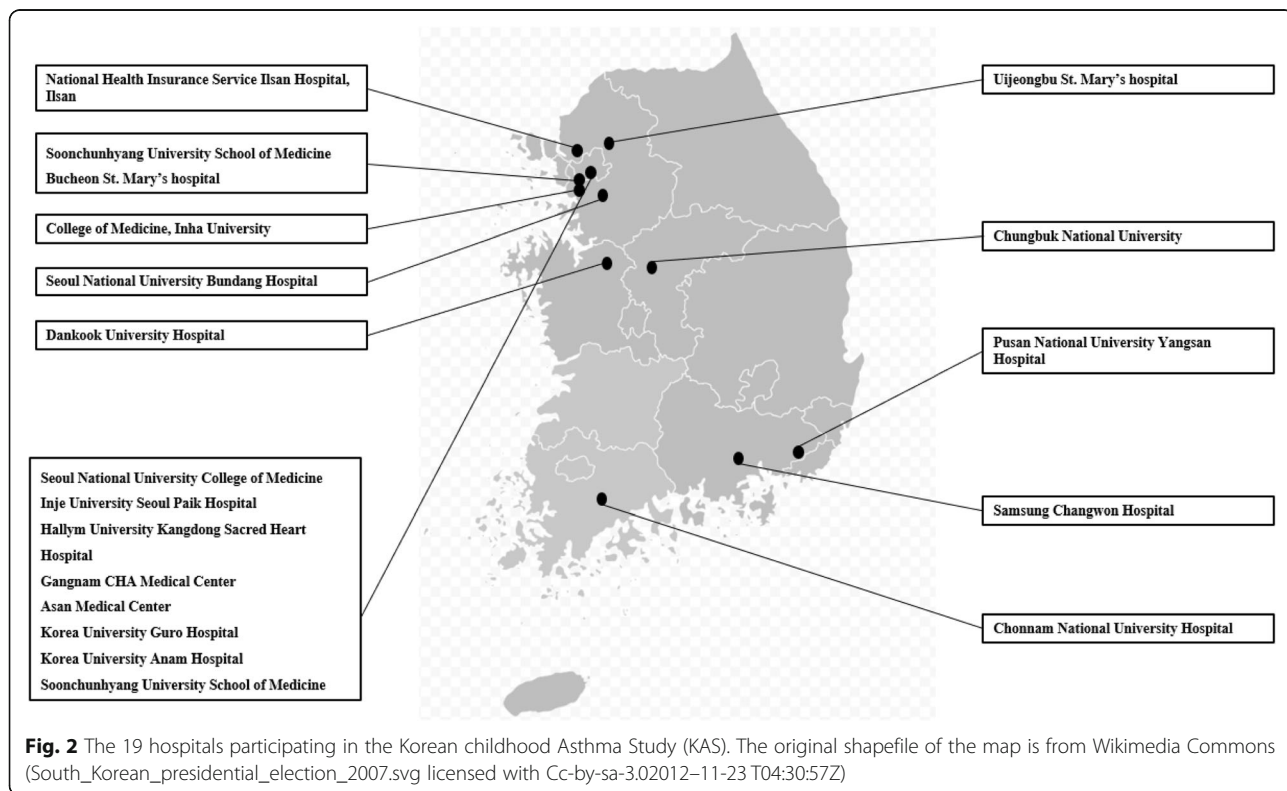 National Health Insurance Service Ilsan Hospital,
Ilsan
Soonchunhyang University School of Medicine
Bucheon St. Mary's hospital
College of Medicine, Inha University
Seoul National University Bundang Hospital
Dankook University Hospital
Seoul National University College of Medicine
Inje University Seoul Paik Hospital
Hallym University Kangdong Sacred Heart
Hospital
Gangnam CHA Medical Center
Asan Medical Center
Korea University Guro Hospital
Korea University Anam Hospital
Soonchunhyang University School of Medicine
Uijeongbu St. Mary's hospital
Chungbuk National University
Pusan National University Yangsan
Hospital
Samsung Changwon Hospital
Chonnam National University Hospital
Fig. 2 The 19 hospitals participating in the Korean childhood Asthma Study (KAS). The original shapefile of the map is from Wikimedia Commons
(South_Korean_presidential_election_2007.svg licensed with Cc-by-sa-3.02012–11-23 T04:30:57Z)